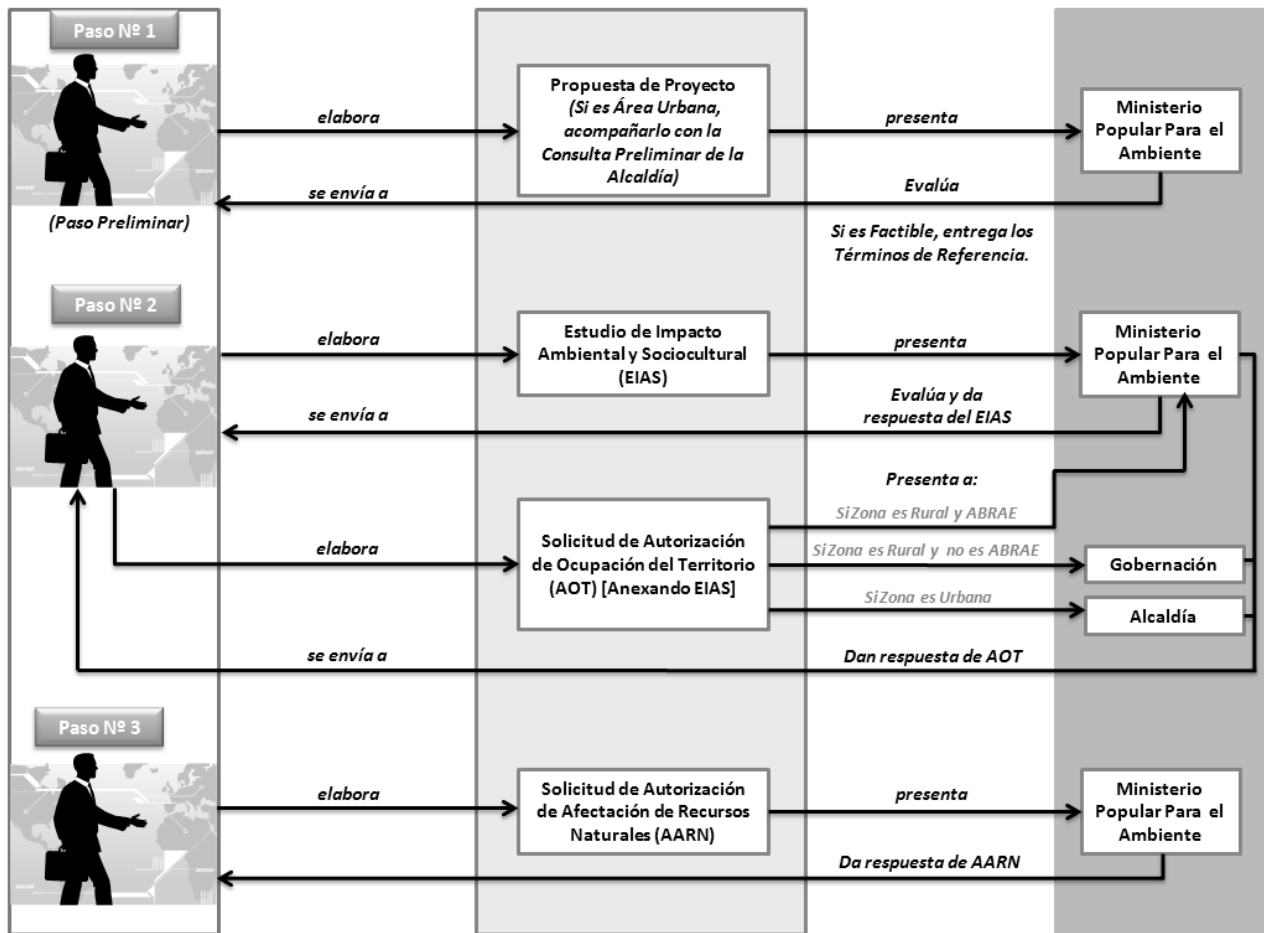 Paso Nº 1
elabora
Propuesta de Proyecto
(Si es Área Urbana,
acompañarlo con la
Consulta Preliminar de la
Alcaldía)
presenta
Ministerio
Popular Para el
Ambiente
se envía a
Evalúa
(Paso Preliminar)
Si es Factible, entrega los
Términos de Referencia.
Paso Nº 2
elabora
Estudio de Impacto
Ambiental y Sociocultural
(EIAS)
presenta
Ministerio
Popular Para el
Ambiente
se envía a
Evalúa y da
respuesta del EIAS
Presenta a:
elabora
Solicitud de Autorización
de Ocupación del Territorio
(AOT) [Anexando EIAS]
Si Zona es Rural y ABRAE
Si Zona es Rural y no es ABRAE
Gobernación
Si Zona es Urbana
Alcaldía
se envía a
Dan respuesta de AOT
Paso Nº 3
elabora
Solicitud de Autorización
de Afectación de Recursos
Naturales (AARN)
presenta
Ministerio
Popular Para el
Ambiente
Da respuesta de AARN